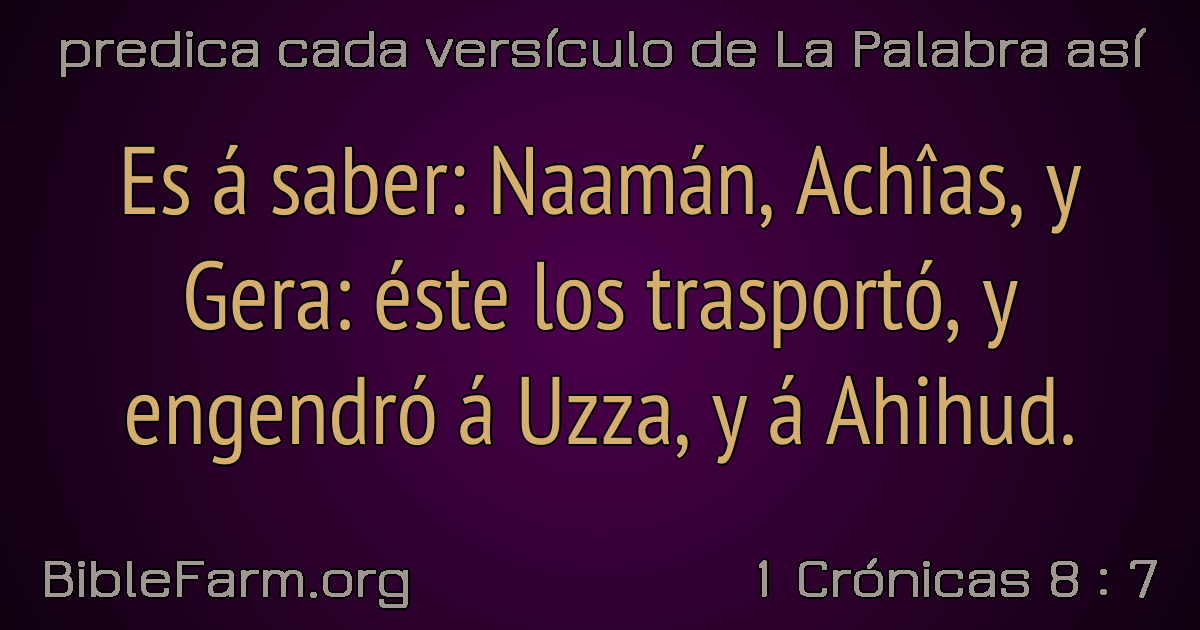 predica cada versículo de La Palabra así
Es á saber: Naamán, Achîas, y
Gera: éste los trasportó, y
engendró á Uzza, y á Ahihud.
BibleFarm.org
1 Crónicas 8 : 7